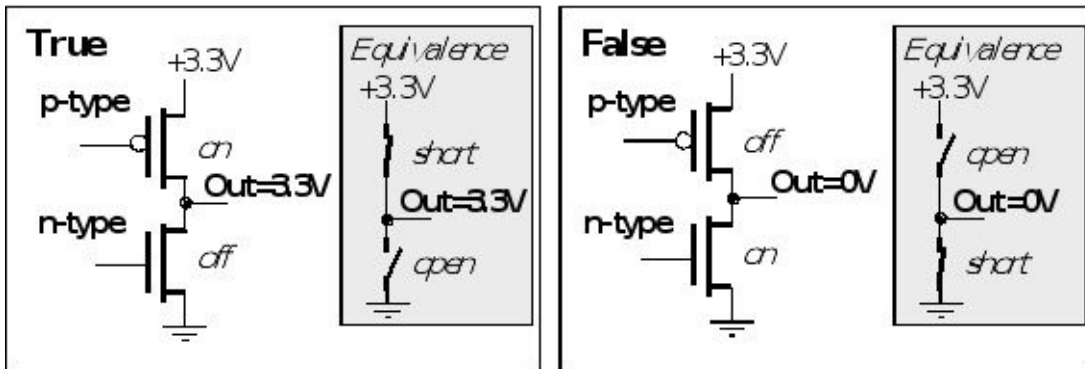 True
+3.3V
p-type
on
Out=3.3V
n-type
off
Equivalence
+3.3V
short
Out=3.3V
open
False
+3.3V
p-type
off
Out=0V
n-type
on
Equivalence
+3.3V
open
Out=0V
short